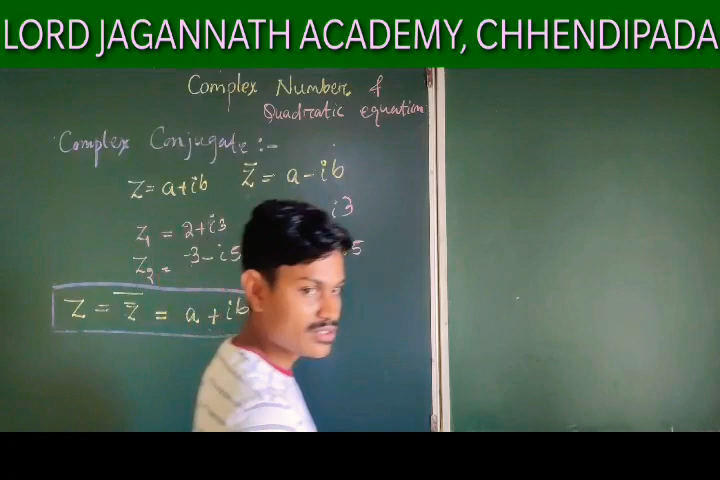 LORD JAGANNATH ACADEMY, CHHENDIPADA
Complex Number &
Quadratic equation
Complex Conjugate :-
z = a + ib z̄ = a - ib
z₁ = 2 + i3 i3
z₂ = -3 - i5 5
z = z̿ = a + ib